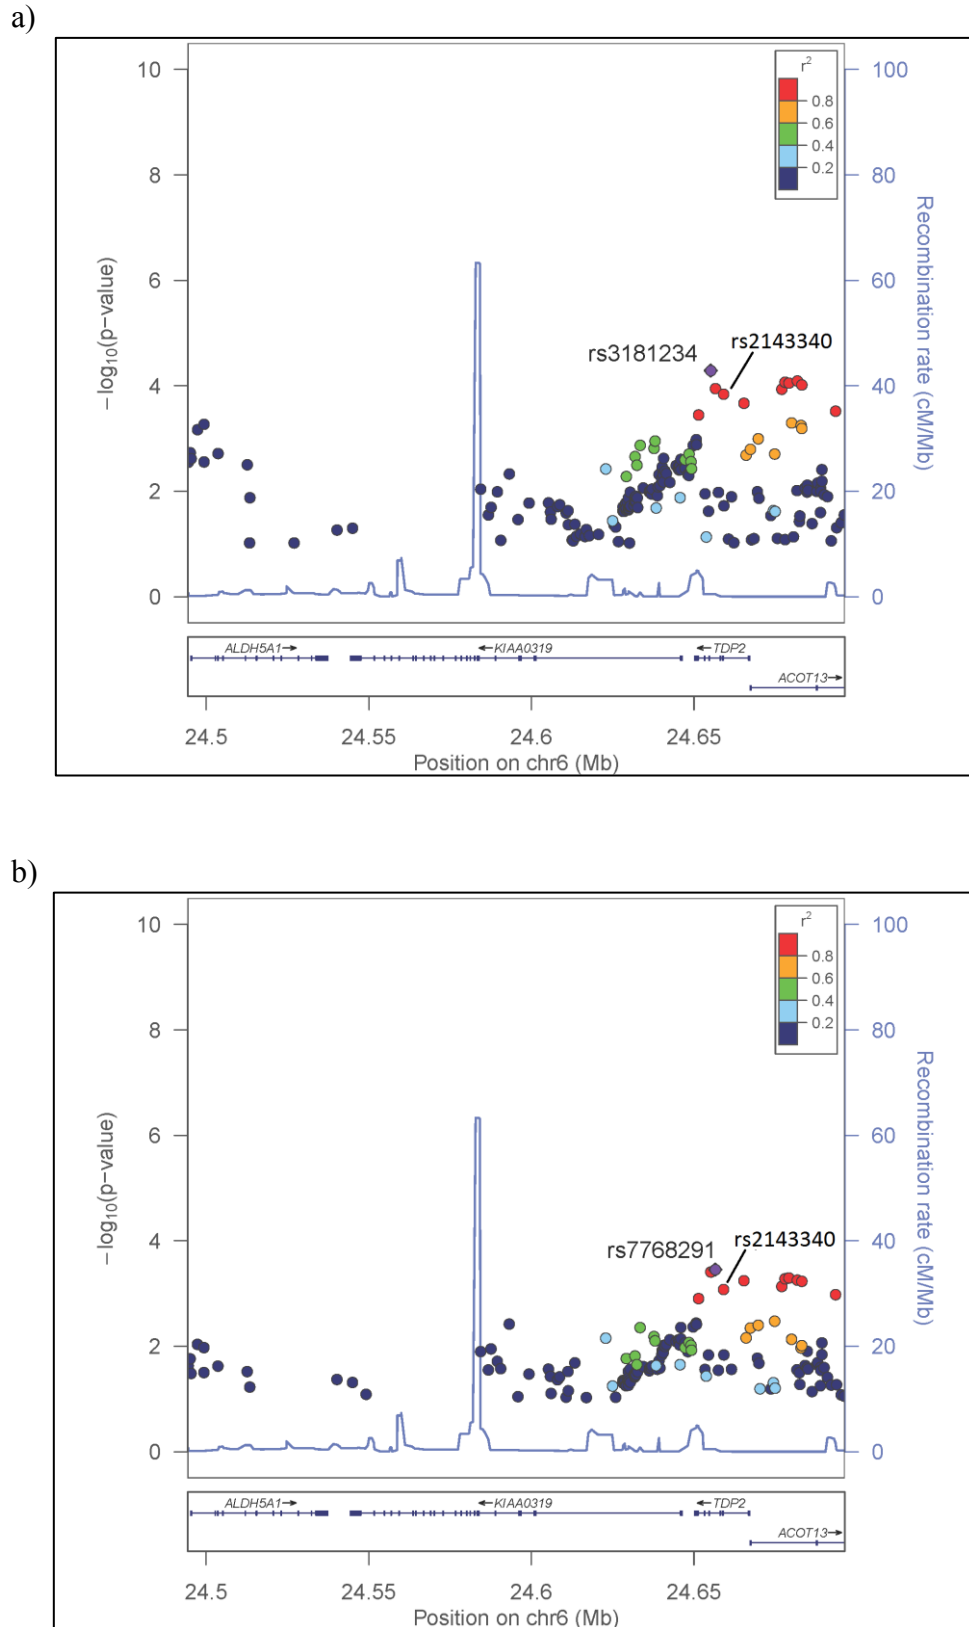 a)
10
8
6
4
2
0
−log10(p−value)
100
80
60
40
20
0
Recombination rate (cM/Mb)
r2
0.8
0.6
0.4
0.2
rs3181234
rs2143340
ALDH5A1→
←KIAA0319
←TDP2
ACOT13→
24.5
24.55
24.6
24.65
Position on chr6 (Mb)
b)
10
8
6
4
2
0
−log10(p−value)
100
80
60
40
20
0
Recombination rate (cM/Mb)
r2
0.8
0.6
0.4
0.2
rs7768291
rs2143340
ALDH5A1→
←KIAA0319
←TDP2
ACOT13→
24.5
24.55
24.6
24.65
Position on chr6 (Mb)